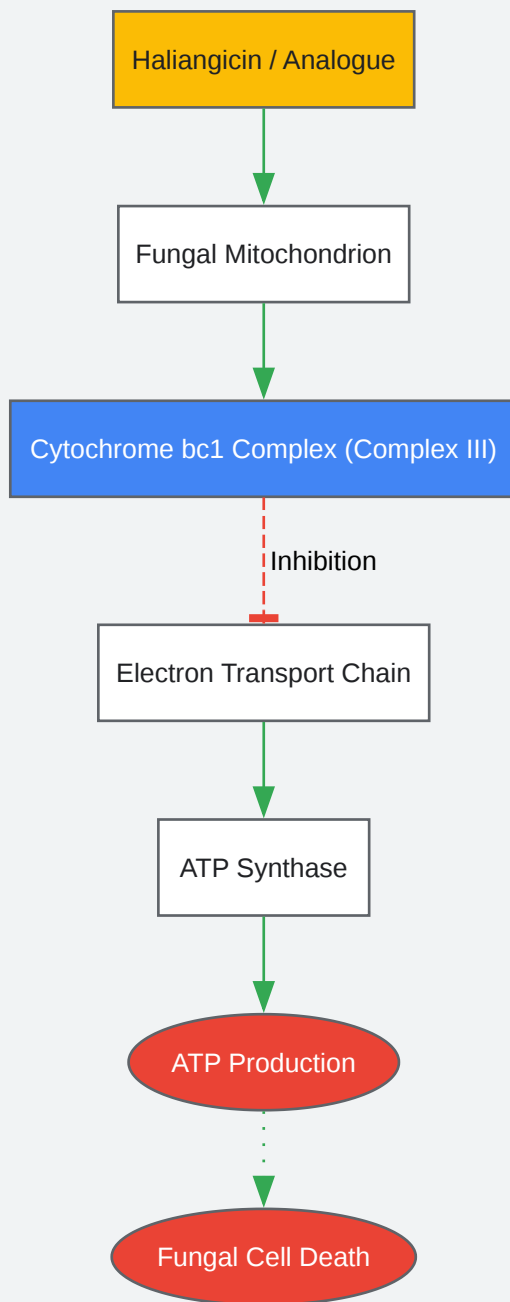 Haliangicin / Analogue
Fungal Mitochondrion
Cytochrome bc1 Complex (Complex III)
Inhibition
Electron Transport Chain
ATP Synthase
ATP Production
Fungal Cell Death